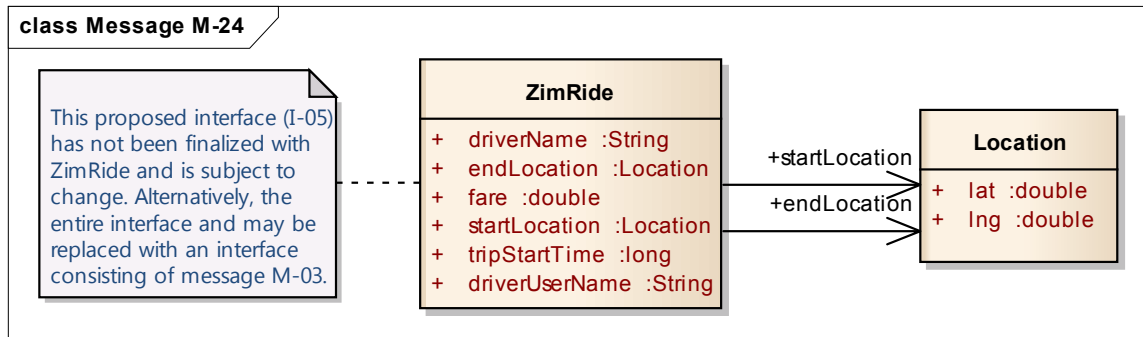 class Message M-24
This proposed interface (I-05)
has not been finalized with
ZimRide and is subject to
change. Alternatively, the
entire interface and may be
replaced with an interface
consisting of message M-03.
ZimRide
+ driverName :String
+ endLocation :Location
+ fare :double
+ startLocation :Location
+ tripStartTime :long
+ driverUserName :String
+startLocation
+endLocation
Location
+ lat :double
+ lng :double